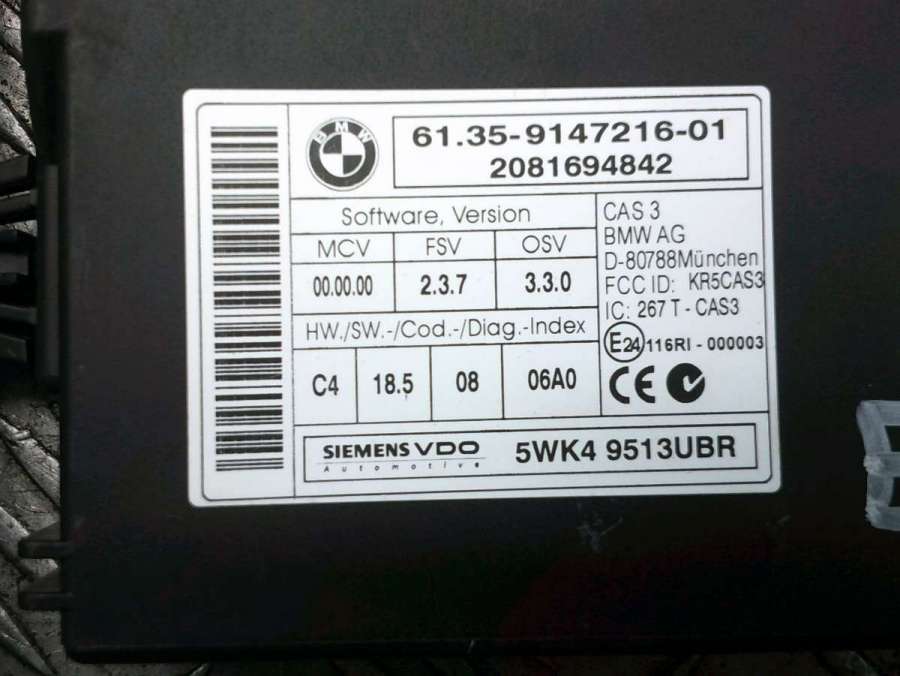 BMW
61.35-9147216-01
2081694842
Software, Version
MCV FSV OSV
00.00.00 2.3.7 3.3.0
HW./SW.-/Cod.-/Diag.-Index
C4 18.5 08 06A0
CAS 3
BMW AG
D-80788München
FCC ID: KR5CAS3
IC: 267 T - CAS3
E24 116RI - 000003
CE
SIEMENS VDO
Automotive
5WK4 9513UBR